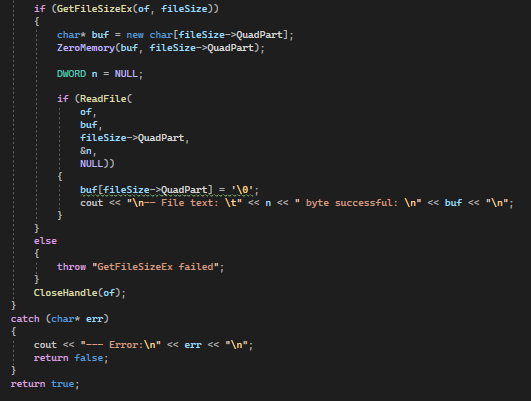 if (GetFileSizeEx(of, fileSize))
{
char* buf = new char[fileSize->QuadPart];
ZeroMemory(buf, fileSize->QuadPart);
DWORD n = NULL;
if (ReadFile(
of,
buf,
fileSize->QuadPart,
&n,
NULL))
{
buf[fileSize->QuadPart] = '\0';
cout << "\n-- File text: \t" << n << " byte successful: \n" << buf << "\n";
}
}
else
{
throw "GetFileSizeEx failed";
}
CloseHandle(of);
}
catch (char* err)
{
cout << "--- Error:\n" << err << "\n";
return false;
}
return true;